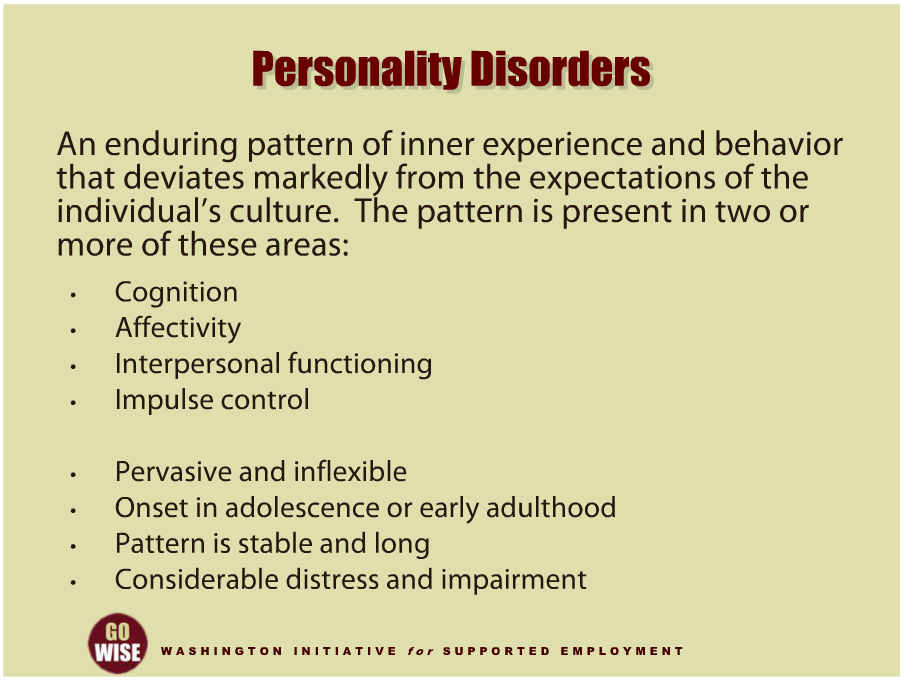 Personality Disorders
An enduring pattern of inner experience and behavior
that deviates markedly from the expectations of the
individual’s culture.  The pattern is present in two or
more of these areas:
• Cognition
• Affectivity
• Interpersonal functioning
• Impulse control
• Pervasive and inflexible
• Onset in adolescence or early adulthood
• Pattern is stable and long
• Considerable distress and impairment
GO
WISE
WASHINGTON INITIATIVE for SUPPORTED EMPLOYMENT